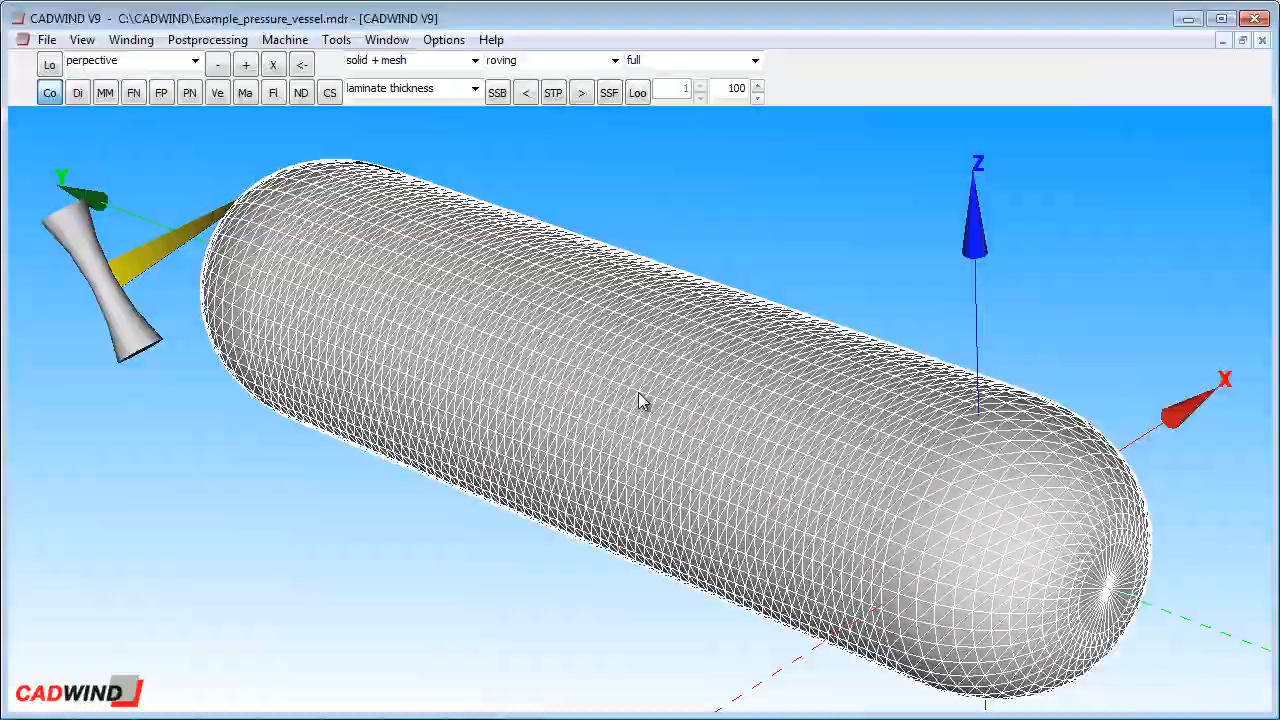 CADWIND V9 - C:\CADWIND\Example_pressure_vessel.mdr - [CADWIND V9]
File View Winding Postprocessing Machine Tools Window Options Help
Lo perpective - + X <- solid + mesh roving full
Co Di MM FN FP PN Ve Ma Fl ND CS laminate thickness SSB < STP > SSF Loo 1 100
Z
Y
X
CADWIND